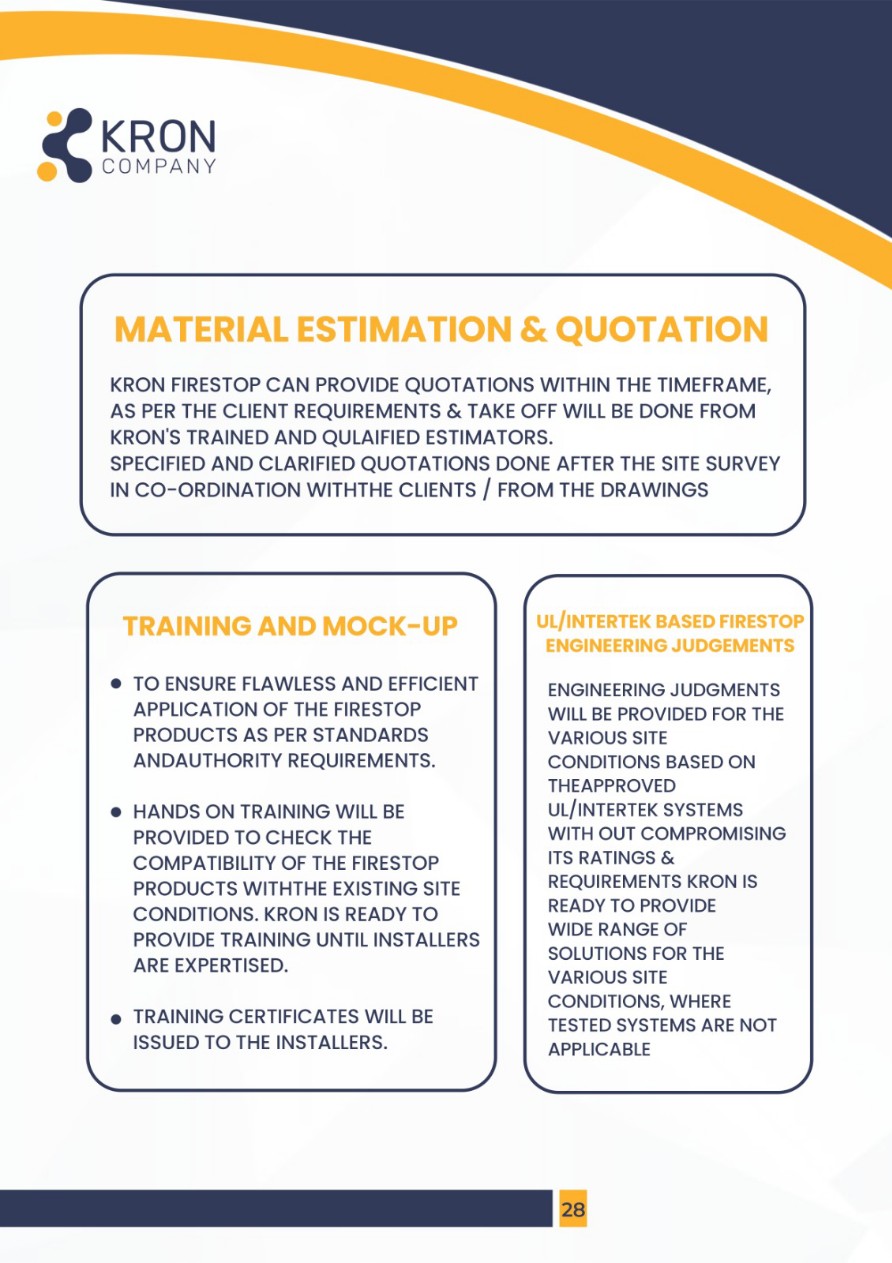 KRON
COMPANY
MATERIAL ESTIMATION & QUOTATION
KRON FIRESTOP CAN PROVIDE QUOTATIONS WITHIN THE TIMEFRAME,
AS PER THE CLIENT REQUIREMENTS & TAKE OFF WILL BE DONE FROM
KRON'S TRAINED AND QULAIFIED ESTIMATORS.
SPECIFIED AND CLARIFIED QUOTATIONS DONE AFTER THE SITE SURVEY
IN CO-ORDINATION WITHTHE CLIENTS / FROM THE DRAWINGS
TRAINING AND MOCK-UP
• TO ENSURE FLAWLESS AND EFFICIENT
APPLICATION OF THE FIRESTOP
PRODUCTS AS PER STANDARDS
ANDAUTHORITY REQUIREMENTS.
• HANDS ON TRAINING WILL BE
PROVIDED TO CHECK THE
COMPATIBILITY OF THE FIRESTOP
PRODUCTS WITHTHE EXISTING SITE
CONDITIONS. KRON IS READY TO
PROVIDE TRAINING UNTIL INSTALLERS
ARE EXPERTISED.
• TRAINING CERTIFICATES WILL BE
ISSUED TO THE INSTALLERS.
UL/INTERTEK BASED FIRESTOP
ENGINEERING JUDGEMENTS
ENGINEERING JUDGMENTS
WILL BE PROVIDED FOR THE
VARIOUS SITE
CONDITIONS BASED ON
THEAPPROVED
UL/INTERTEK SYSTEMS
WITH OUT COMPROMISING
ITS RATINGS &
REQUIREMENTS KRON IS
READY TO PROVIDE
WIDE RANGE OF
SOLUTIONS FOR THE
VARIOUS SITE
CONDITIONS, WHERE
TESTED SYSTEMS ARE NOT
APPLICABLE
28